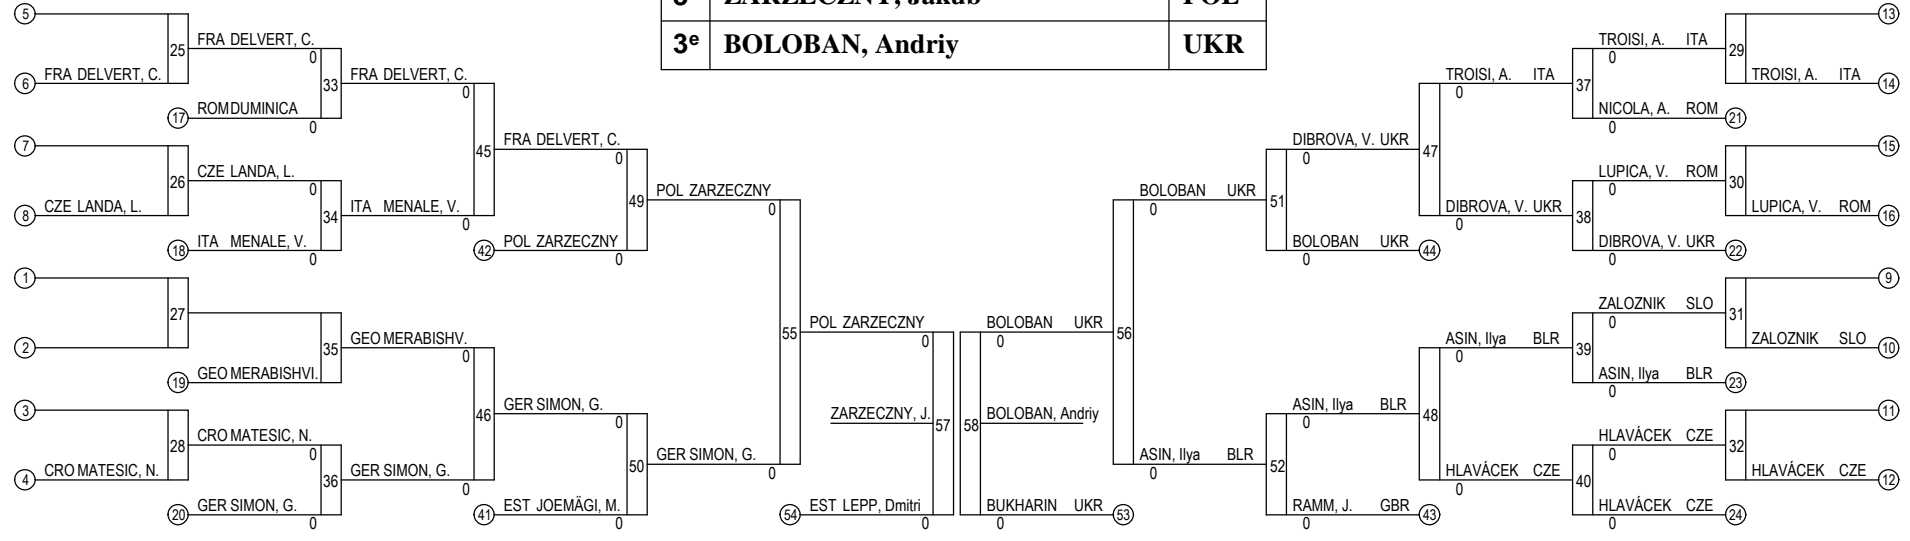 3ᵉ ZARZECZNY, Jakub POL
3ᵉ BOLOBAN, Andriy UKR
5
25 FRA DELVERT, C.
0
6 FRA DELVERT, C.
33 FRA DELVERT, C.
0
17 ROM DUMINICA
0
7
45 FRA DELVERT, C.
0
26 CZE LANDA, L.
0
8 CZE LANDA, L.
34 ITA MENALE, V.
0
18 ITA MENALE, V.
0
49 POL ZARZECZNY
0
42 POL ZARZECZNY
0
1
27
2
35 GEO MERABISHV.
0
19 GEO MERABISHVI.
55 POL ZARZECZNY
0
3
46 GER SIMON, G.
0
28 CRO MATESIC, N.
0
4 CRO MATESIC, N.
36 GER SIMON, G.
0
20 GER SIMON, G.
0
50 GER SIMON, G.
0
41 EST JOEMÄGI, M.
0
ZARZECZNY, J. 57
54 EST LEPP, Dmitri
0
13
TROISI, A. ITA 29
0
TROISI, A. ITA 14
TROISI, A. ITA 37
0
NICOLA, A. ROM 21
0
15
DIBROVA, V. UKR 47
0
LUPICA, V. ROM 30
0
LUPICA, V. ROM 16
DIBROVA, V. UKR 38
0
DIBROVA, V. UKR 22
0
BOLOBAN UKR 51
0
BOLOBAN UKR 44
0
9
ZALOZNIK SLO 31
0
ZALOZNIK SLO 10
BOLOBAN UKR 56
0
ASIN, Ilya BLR 39
0
ASIN, Ilya BLR 23
0
11
ASIN, Ilya BLR 48
0
58 BOLOBAN, Andriy
HLAVÁCEK CZE 32
0
HLAVÁCEK CZE 12
ASIN, Ilya BLR 52
0
HLAVÁCEK CZE 40
0
HLAVÁCEK CZE 24
0
BUKHARIN UKR 53
0
RAMM, J. GBR 43
0